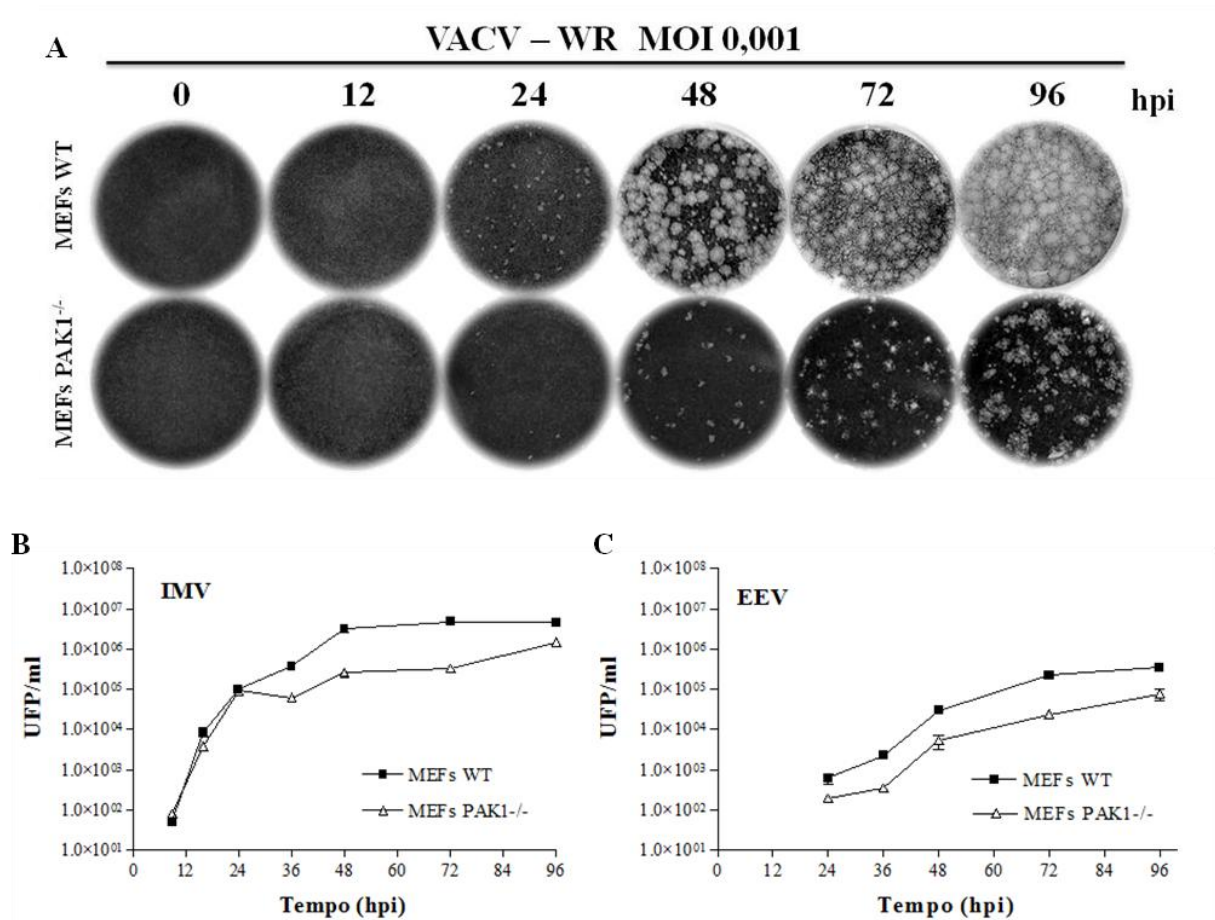 A
VACV – WR MOI 0,001
0 12 24 48 72 96 hpi
MEFs WT
MEFs PAK1-/-
B
IMV
1.0×10⁰⁸
1.0×10⁰⁷
1.0×10⁰⁶
1.0×10⁰⁵
1.0×10⁰⁴
1.0×10⁰³
1.0×10⁰²
1.0×10⁰¹
UFP/ml
MEFs WT
MEFs PAK1-/-
0 12 24 36 48 60 72 84 96
Tempo (hpi)
C
EEV
1.0×10⁰⁸
1.0×10⁰⁷
1.0×10⁰⁶
1.0×10⁰⁵
1.0×10⁰⁴
1.0×10⁰³
1.0×10⁰²
1.0×10⁰¹
UFP/ml
MEFs WT
MEFs PAK1-/-
0 12 24 36 48 60 72 84 96
Tempo (hpi)